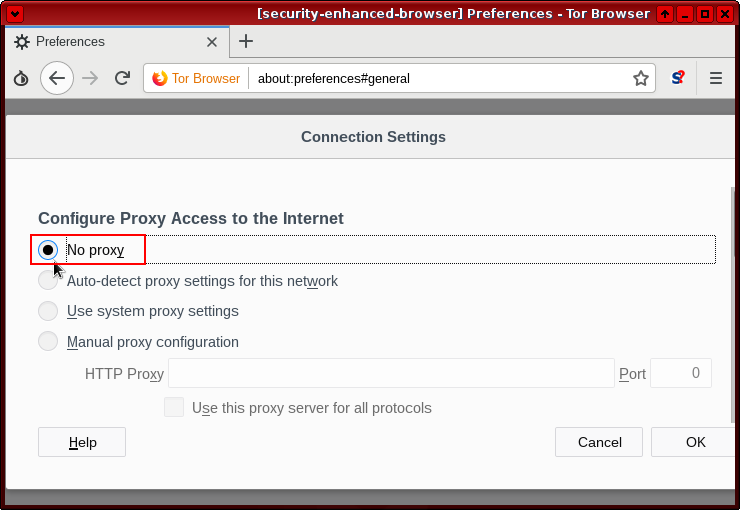 [security-enhanced-browser] Preferences - Tor Browser
Preferences
Tor Browser about:preferences#general
Connection Settings
Configure Proxy Access to the Internet
No proxy
Auto-detect proxy settings for this network
Use system proxy settings
Manual proxy configuration
HTTP Proxy Port 0
Use this proxy server for all protocols
Help Cancel OK